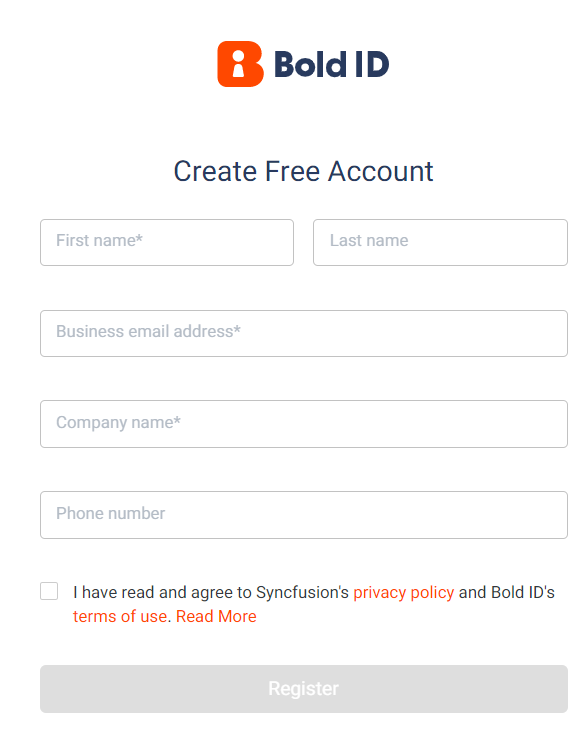 Bold ID
Create Free Account
First name*
Last name
Business email address*
Company name*
Phone number
I have read and agree to Syncfusion's privacy policy and Bold ID's
terms of use. Read More
Register